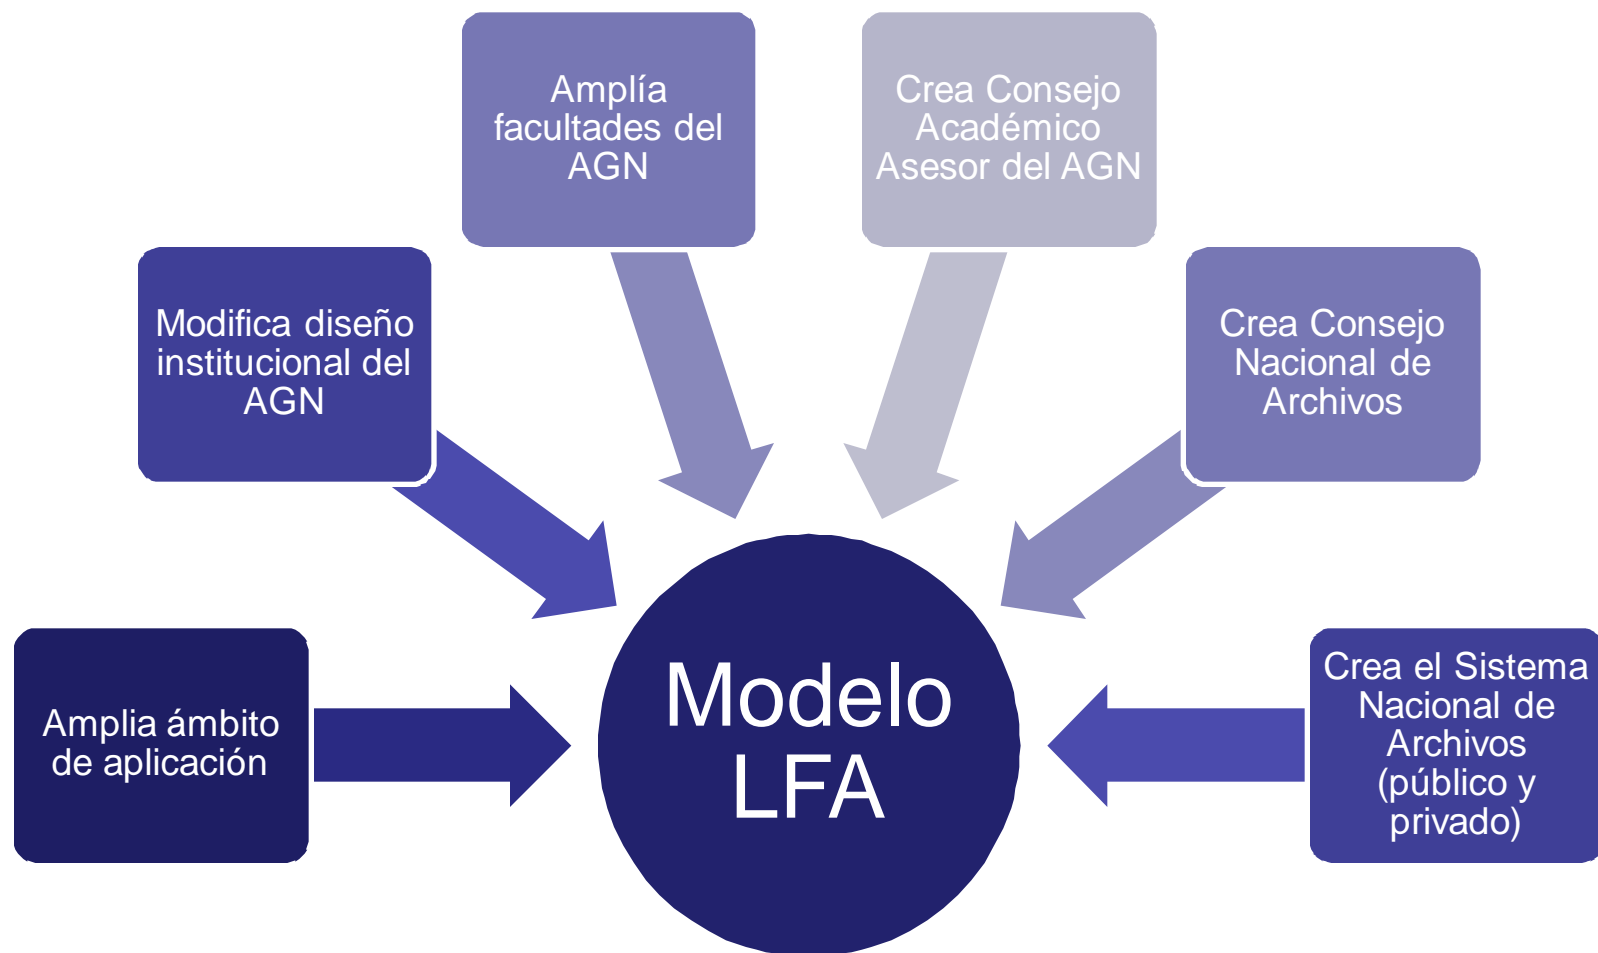 Amplía
facultades del
AGN
Crea Consejo
Académico
Asesor del AGN
Modifica diseño
institucional del
AGN
Crea Consejo
Nacional de
Archivos
Amplia ámbito
de aplicación
Modelo
LFA
Crea el Sistema
Nacional de
Archivos
(público y
privado)